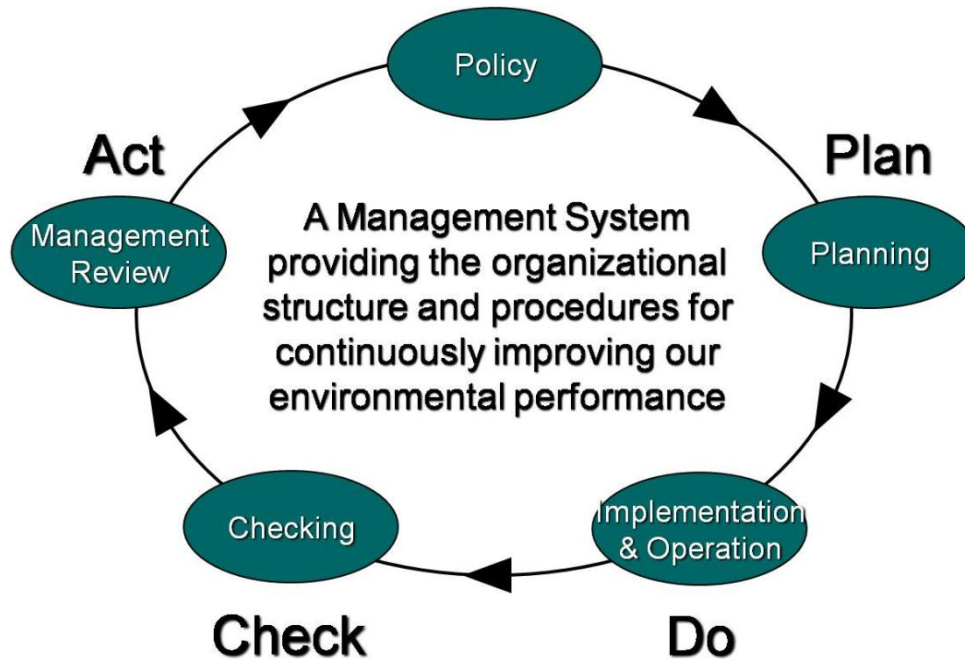 Policy
Act
Plan
Management
Review
Planning
A Management System
providing the organizational
structure and procedures for
continuously improving our
environmental performance
Checking
Implementation
& Operation
Check
Do